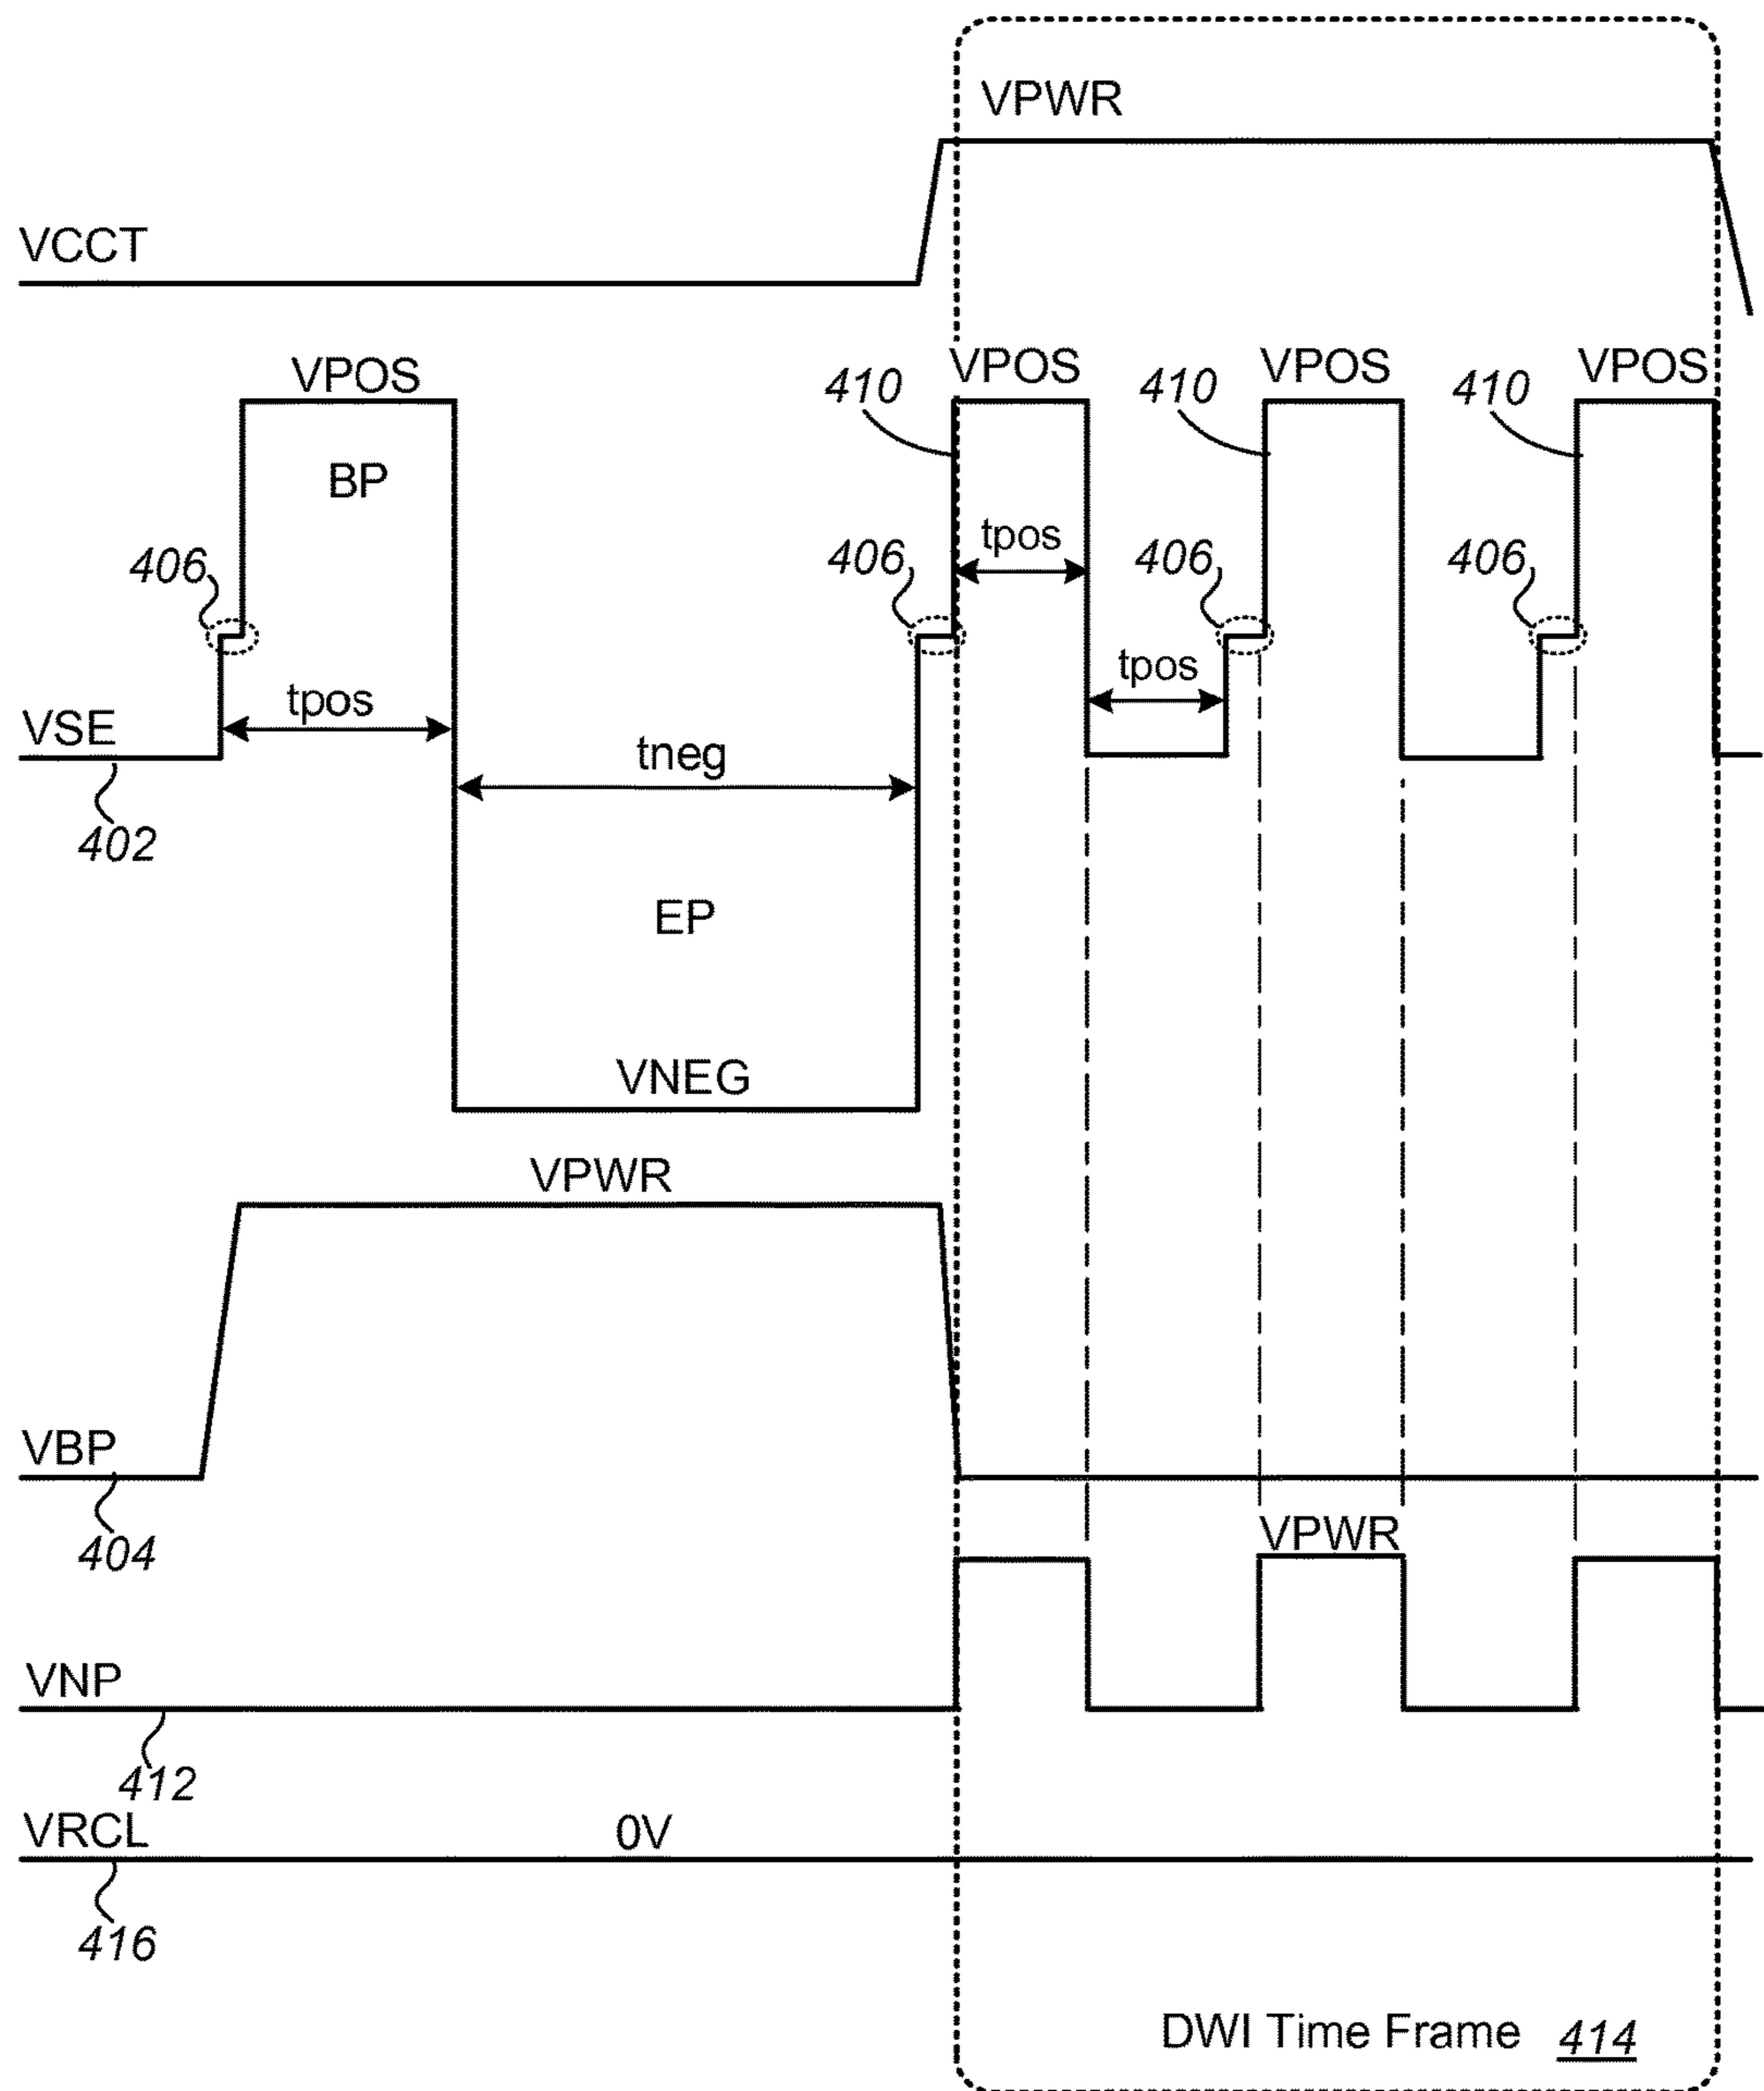 VPWR
VCCT
VPOS
410
VPOS
410
VPOS
410
VPOS
BP
tpos
406
406
406
406
tpos
tpos
VSE
tneg
402
EP
VNEG
VPWR
VBP
404
VPWR
VNP
412
VRCL
0V
416
DWI Time Frame 414